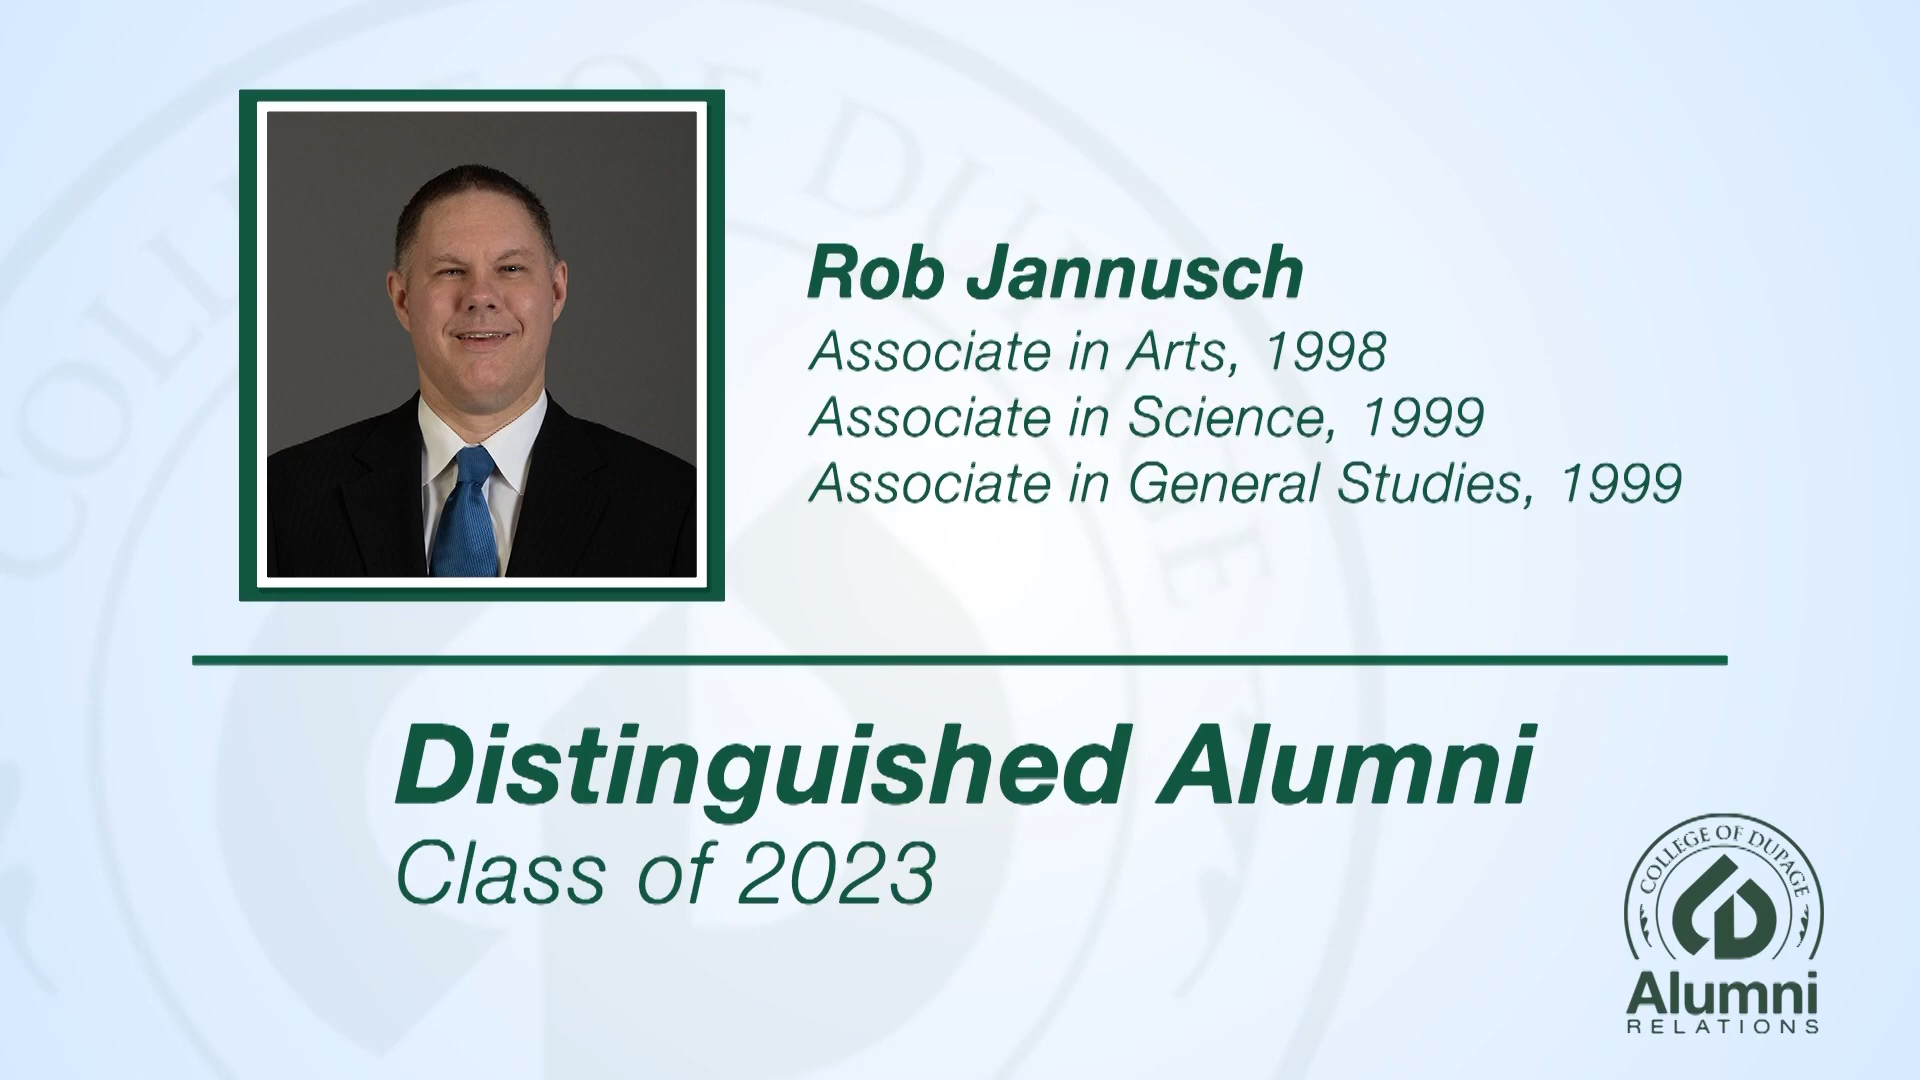 Rob Jannusch
Associate in Arts, 1998
Associate in Science, 1999
Associate in General Studies, 1999
Distinguished Alumni
Class of 2023
COLLEGE OF DUPAGE
Alumni
RELATIONS